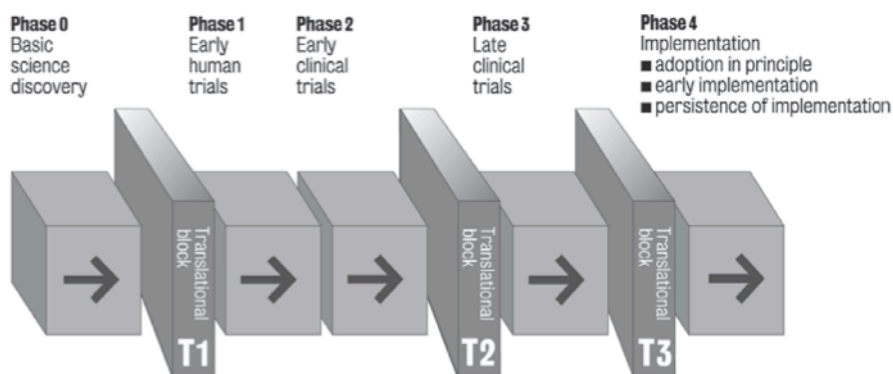 Phase 0
Basic
science
discovery
Phase 1
Early
human
trials
Phase 2
Early
clinical
trials
Phase 3
Late
clinical
trials
Phase 4
Implementation
■ adoption in principle
■ early implementation
■ persistence of implementation
Translational
block
T1
Translational
block
T2
Translational
block
T3